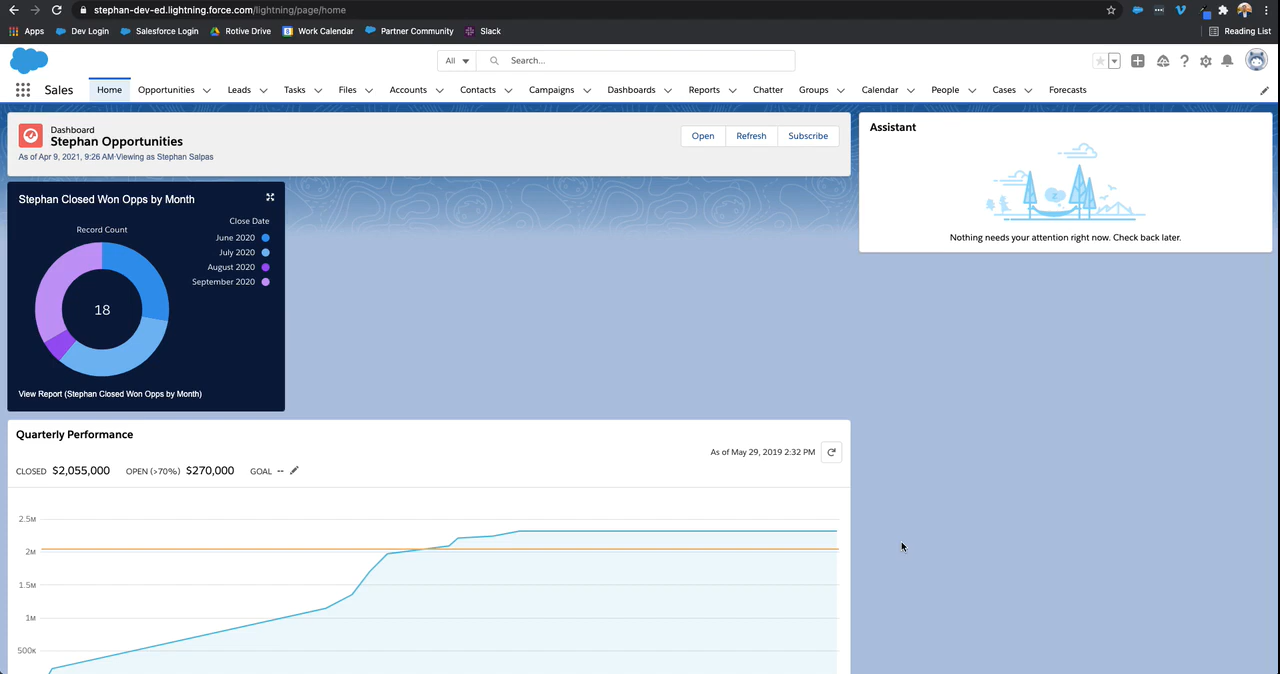 stephan-dev-ed.lightning.force.com/lightning/page/home
Apps Dev Login Salesforce Login Rotive Drive Work Calendar Partner Community Slack Reading List
All Search...
Sales Home Opportunities Leads Tasks Files Accounts Contacts Campaigns Dashboards Reports Chatter Groups Calendar People Cases Forecasts
Dashboard
Stephan Opportunities
As of Apr 9, 2021, 9:26 AM·Viewing as Stephan Salpas
Open Refresh Subscribe
Assistant
Nothing needs your attention right now. Check back later.
Stephan Closed Won Opps by Month
Close Date
Record Count
June 2020
July 2020
August 2020
September 2020
18
View Report (Stephan Closed Won Opps by Month)
Quarterly Performance
As of May 29, 2019 2:32 PM
CLOSED $2,055,000 OPEN (>70%) $270,000 GOAL --
2.5M
2M
1.5M
1M
500K